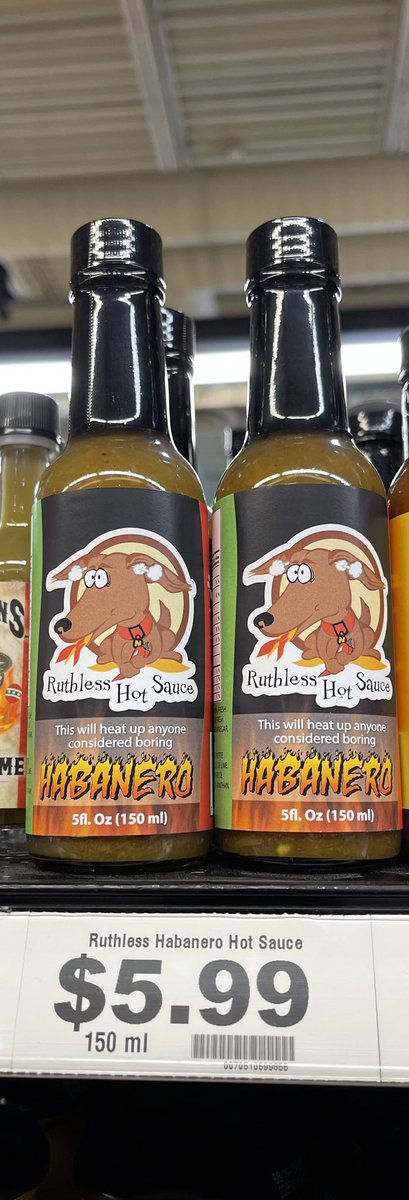 Ruthless Hot Sauce
This will heat up anyone
considered boring
HABANERO
5fl. Oz (150 ml)
Ruthless Hot Sauce
This will heat up anyone
considered boring
HABANERO
5fl. Oz (150 ml)
NS
ME
Ruthless Habanero Hot Sauce
$5.99
150 ml